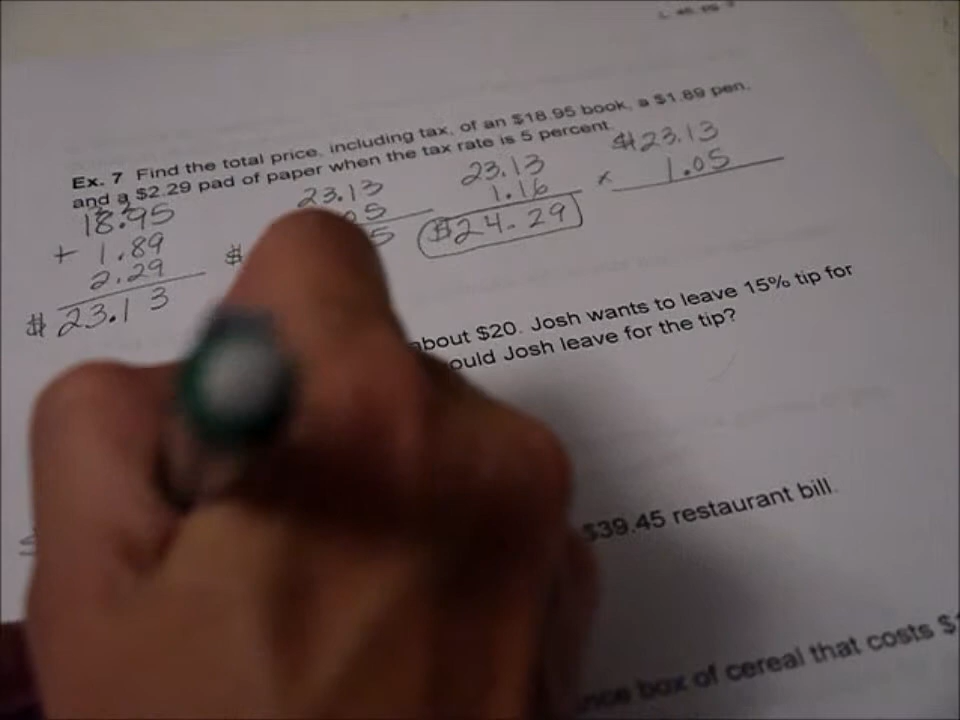 Ex. 7 Find the total price, including tax, of an $18.95 book, a $1.89 pen,
and a $2.29 pad of paper when the tax rate is 5 percent.
18.95
+ 1.89
2.29
$23.13
23.13
05
$ 5
23.13
1.16
$24.29
$23.13
x 1.05
about $20. Josh wants to leave 15% tip for
ould Josh leave for the tip?
$39.45 restaurant bill.
box of cereal that costs $